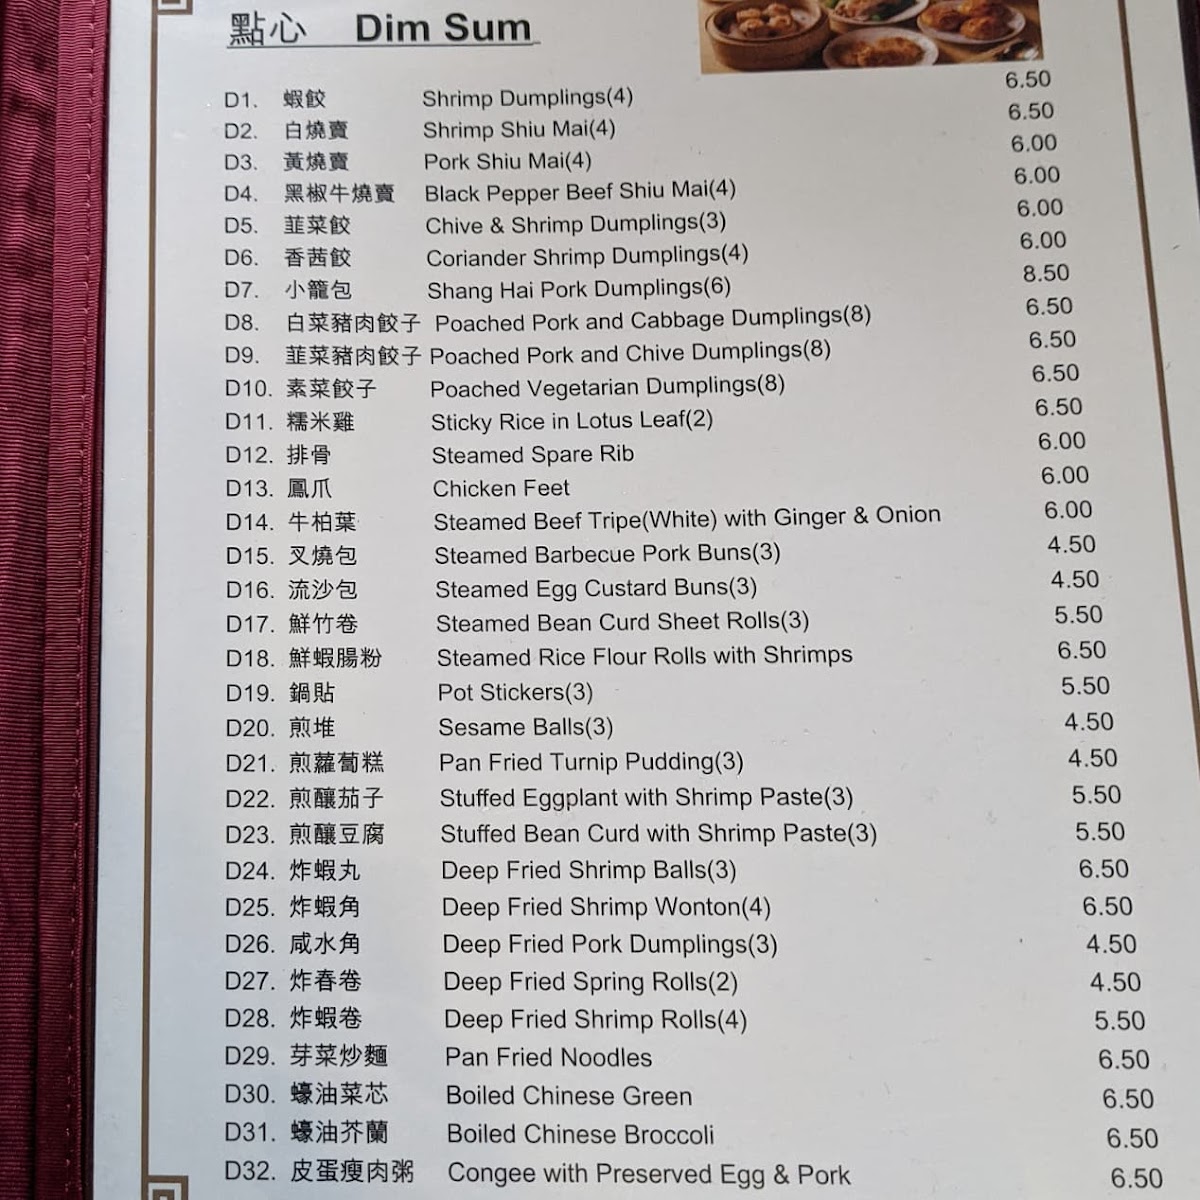 點心 Dim Sum
D1. 蝦餃 Shrimp Dumplings(4) 6.50
D2. 白燒賣 Shrimp Shiu Mai(4) 6.50
D3. 黃燒賣 Pork Shiu Mai(4) 6.00
D4. 黑椒牛燒賣 Black Pepper Beef Shiu Mai(4) 6.00
D5. 韮菜餃 Chive & Shrimp Dumplings(3) 6.00
D6. 香茜餃 Coriander Shrimp Dumplings(4) 6.00
D7. 小籠包 Shang Hai Pork Dumplings(6) 8.50
D8. 白菜豬肉餃子 Poached Pork and Cabbage Dumplings(8) 6.50
D9. 韮菜豬肉餃子 Poached Pork and Chive Dumplings(8) 6.50
D10. 素菜餃子 Poached Vegetarian Dumplings(8) 6.50
D11. 糯米雞 Sticky Rice in Lotus Leaf(2) 6.50
D12. 排骨 Steamed Spare Rib 6.00
D13. 鳳爪 Chicken Feet 6.00
D14. 牛柏葉 Steamed Beef Tripe(White) with Ginger & Onion 6.00
D15. 叉燒包 Steamed Barbecue Pork Buns(3) 4.50
D16. 流沙包 Steamed Egg Custard Buns(3) 4.50
D17. 鮮竹卷 Steamed Bean Curd Sheet Rolls(3) 5.50
D18. 鮮蝦腸粉 Steamed Rice Flour Rolls with Shrimps 6.50
D19. 鍋貼 Pot Stickers(3) 5.50
D20. 煎堆 Sesame Balls(3) 4.50
D21. 煎蘿蔔糕 Pan Fried Turnip Pudding(3) 4.50
D22. 煎釀茄子 Stuffed Eggplant with Shrimp Paste(3) 5.50
D23. 煎釀豆腐 Stuffed Bean Curd with Shrimp Paste(3) 5.50
D24. 炸蝦丸 Deep Fried Shrimp Balls(3) 6.50
D25. 炸蝦角 Deep Fried Shrimp Wonton(4) 6.50
D26. 咸水角 Deep Fried Pork Dumplings(3) 4.50
D27. 炸春卷 Deep Fried Spring Rolls(2) 4.50
D28. 炸蝦卷 Deep Fried Shrimp Rolls(4) 5.50
D29. 芽菜炒麵 Pan Fried Noodles 6.50
D30. 蠔油菜芯 Boiled Chinese Green 6.50
D31. 蠔油芥蘭 Boiled Chinese Broccoli 6.50
D32. 皮蛋瘦肉粥 Congee with Preserved Egg & Pork 6.50